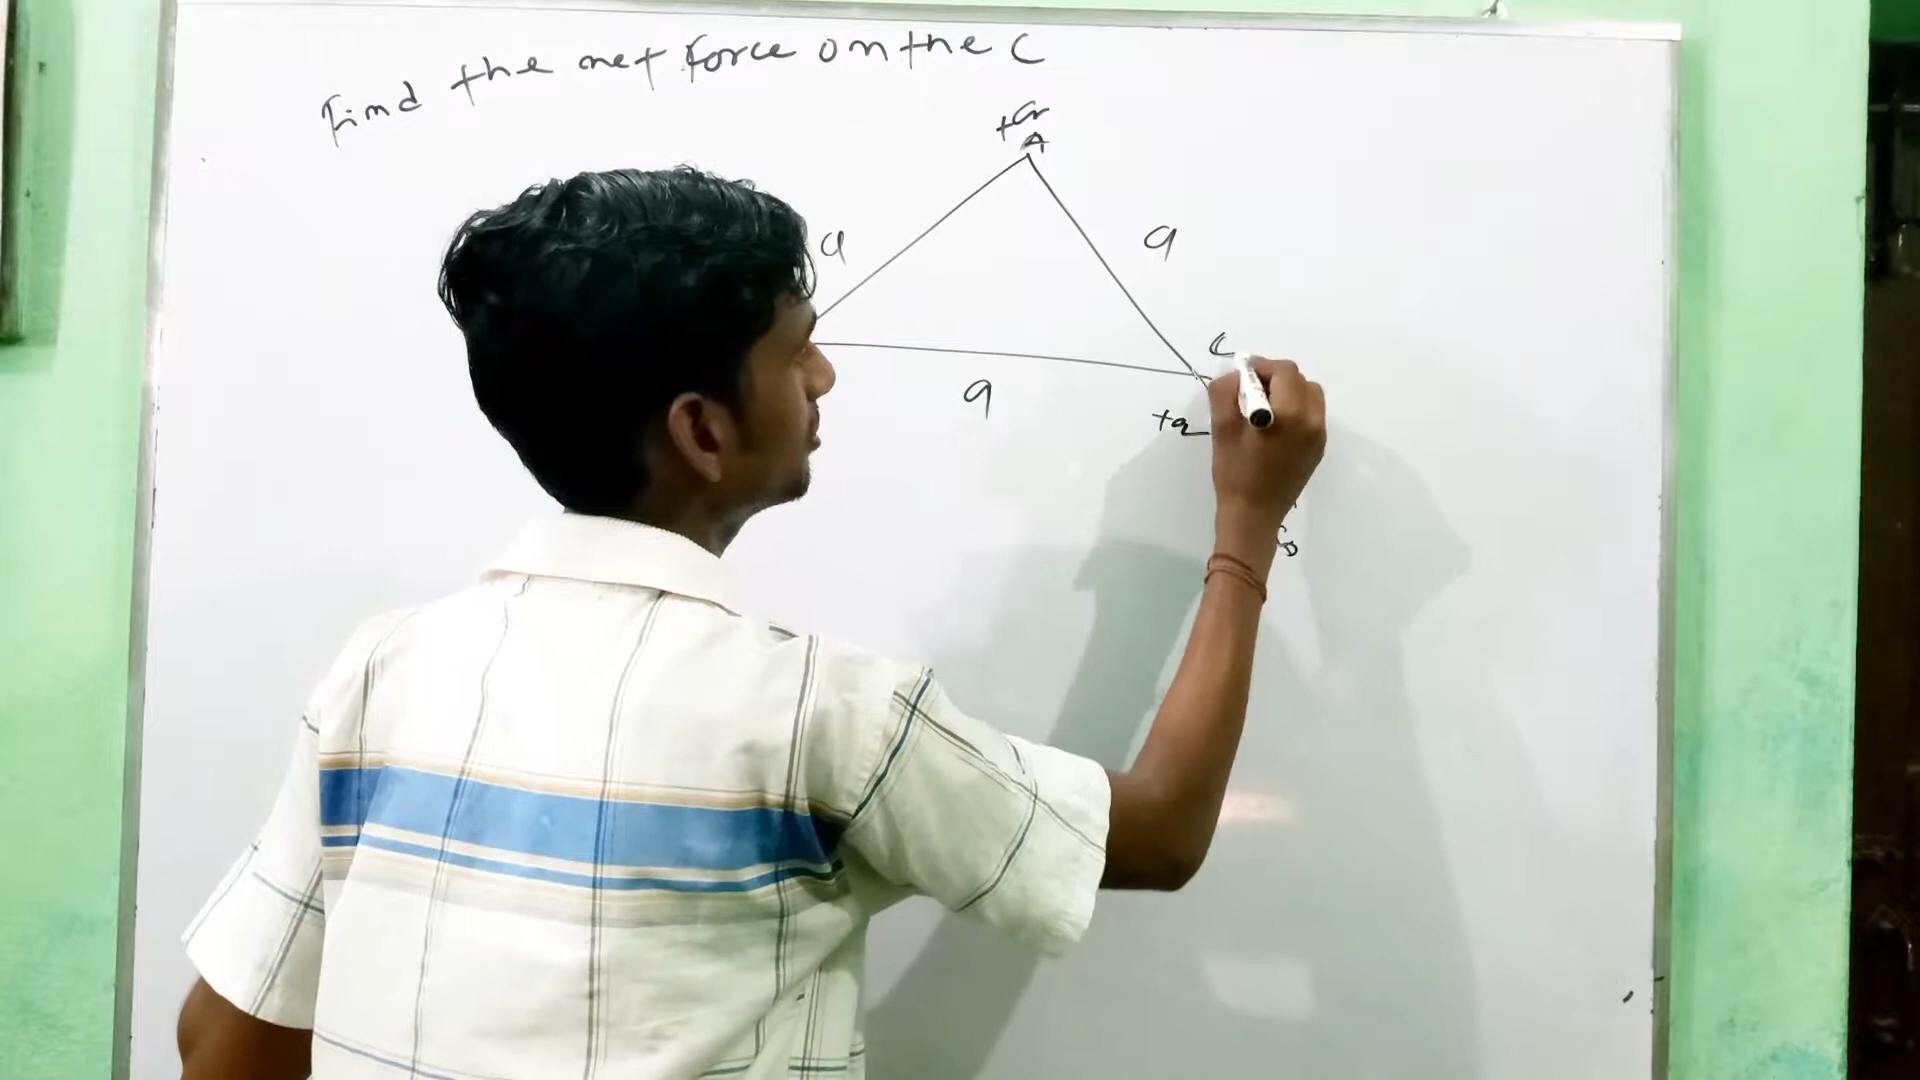 Find the net force on the C
+Q
A
a
a
C
a
+q